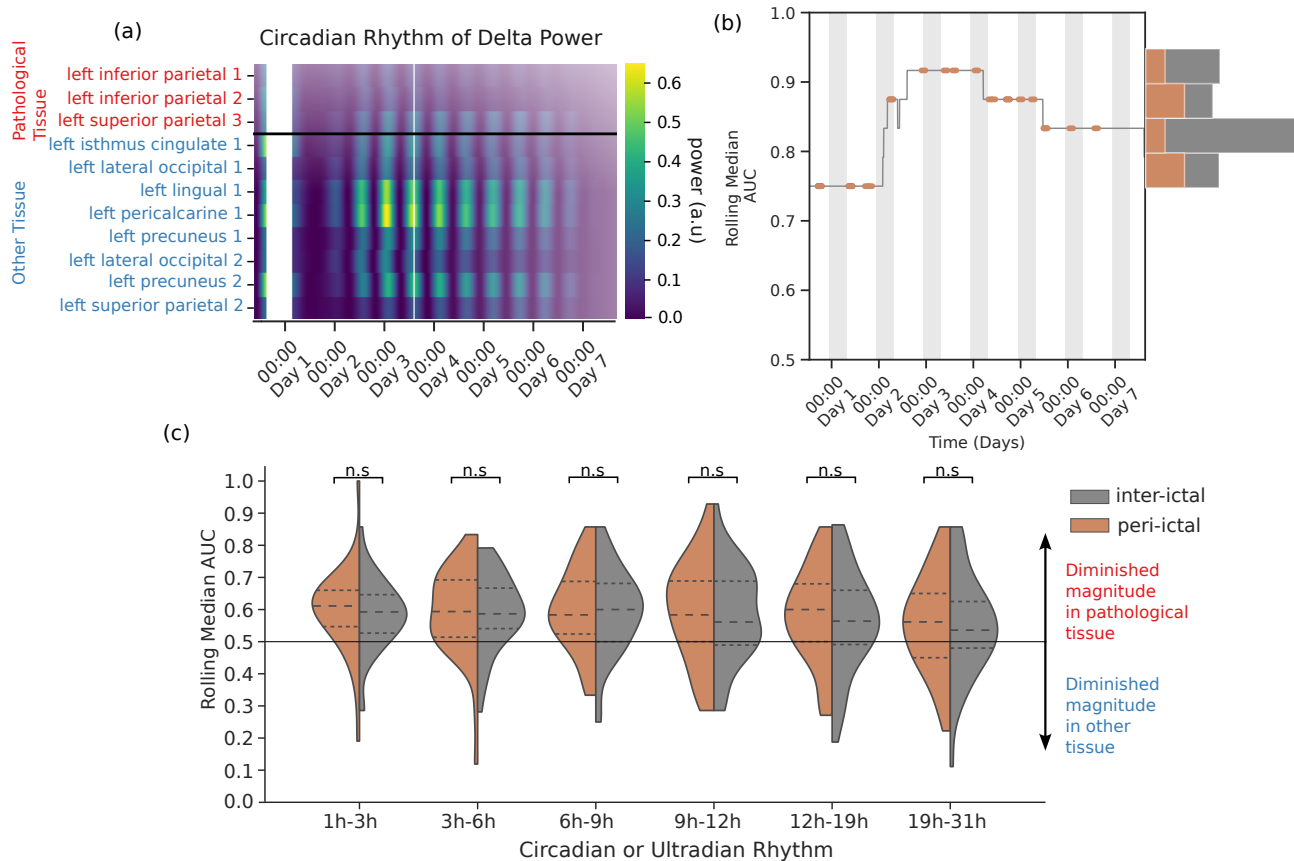 (a)
Circadian Rhythm of Delta Power
Pathological
Tissue
Other Tissue
left inferior parietal 1
left inferior parietal 2
left superior parietal 3
left isthmus cingulate 1
left lateral occipital 1
left lingual 1
left pericalcarine 1
left precuneus 1
left lateral occipital 2
left precuneus 2
left superior parietal 2
00:00
Day 1
00:00
Day 2
00:00
Day 3
00:00
Day 4
00:00
Day 5
00:00
Day 6
00:00
Day 7
0.6
0.5
0.4
0.3
0.2
0.1
0.0
power (a.u)
(b)
1.0
0.9
0.8
0.7
0.6
0.5
Rolling Median
AUC
00:00
Day 1
00:00
Day 2
00:00
Day 3
00:00
Day 4
00:00
Day 5
00:00
Day 6
00:00
Day 7
Time (Days)
(c)
n.s
n.s
n.s
n.s
n.s
n.s
1.0
0.9
0.8
0.7
0.6
0.5
0.4
0.3
0.2
0.1
0.0
Rolling Median AUC
1h-3h
3h-6h
6h-9h
9h-12h
12h-19h
19h-31h
Circadian or Ultradian Rhythm
inter-ictal
peri-ictal
Diminished
magnitude
in pathological
tissue
Diminished
magnitude
in other
tissue